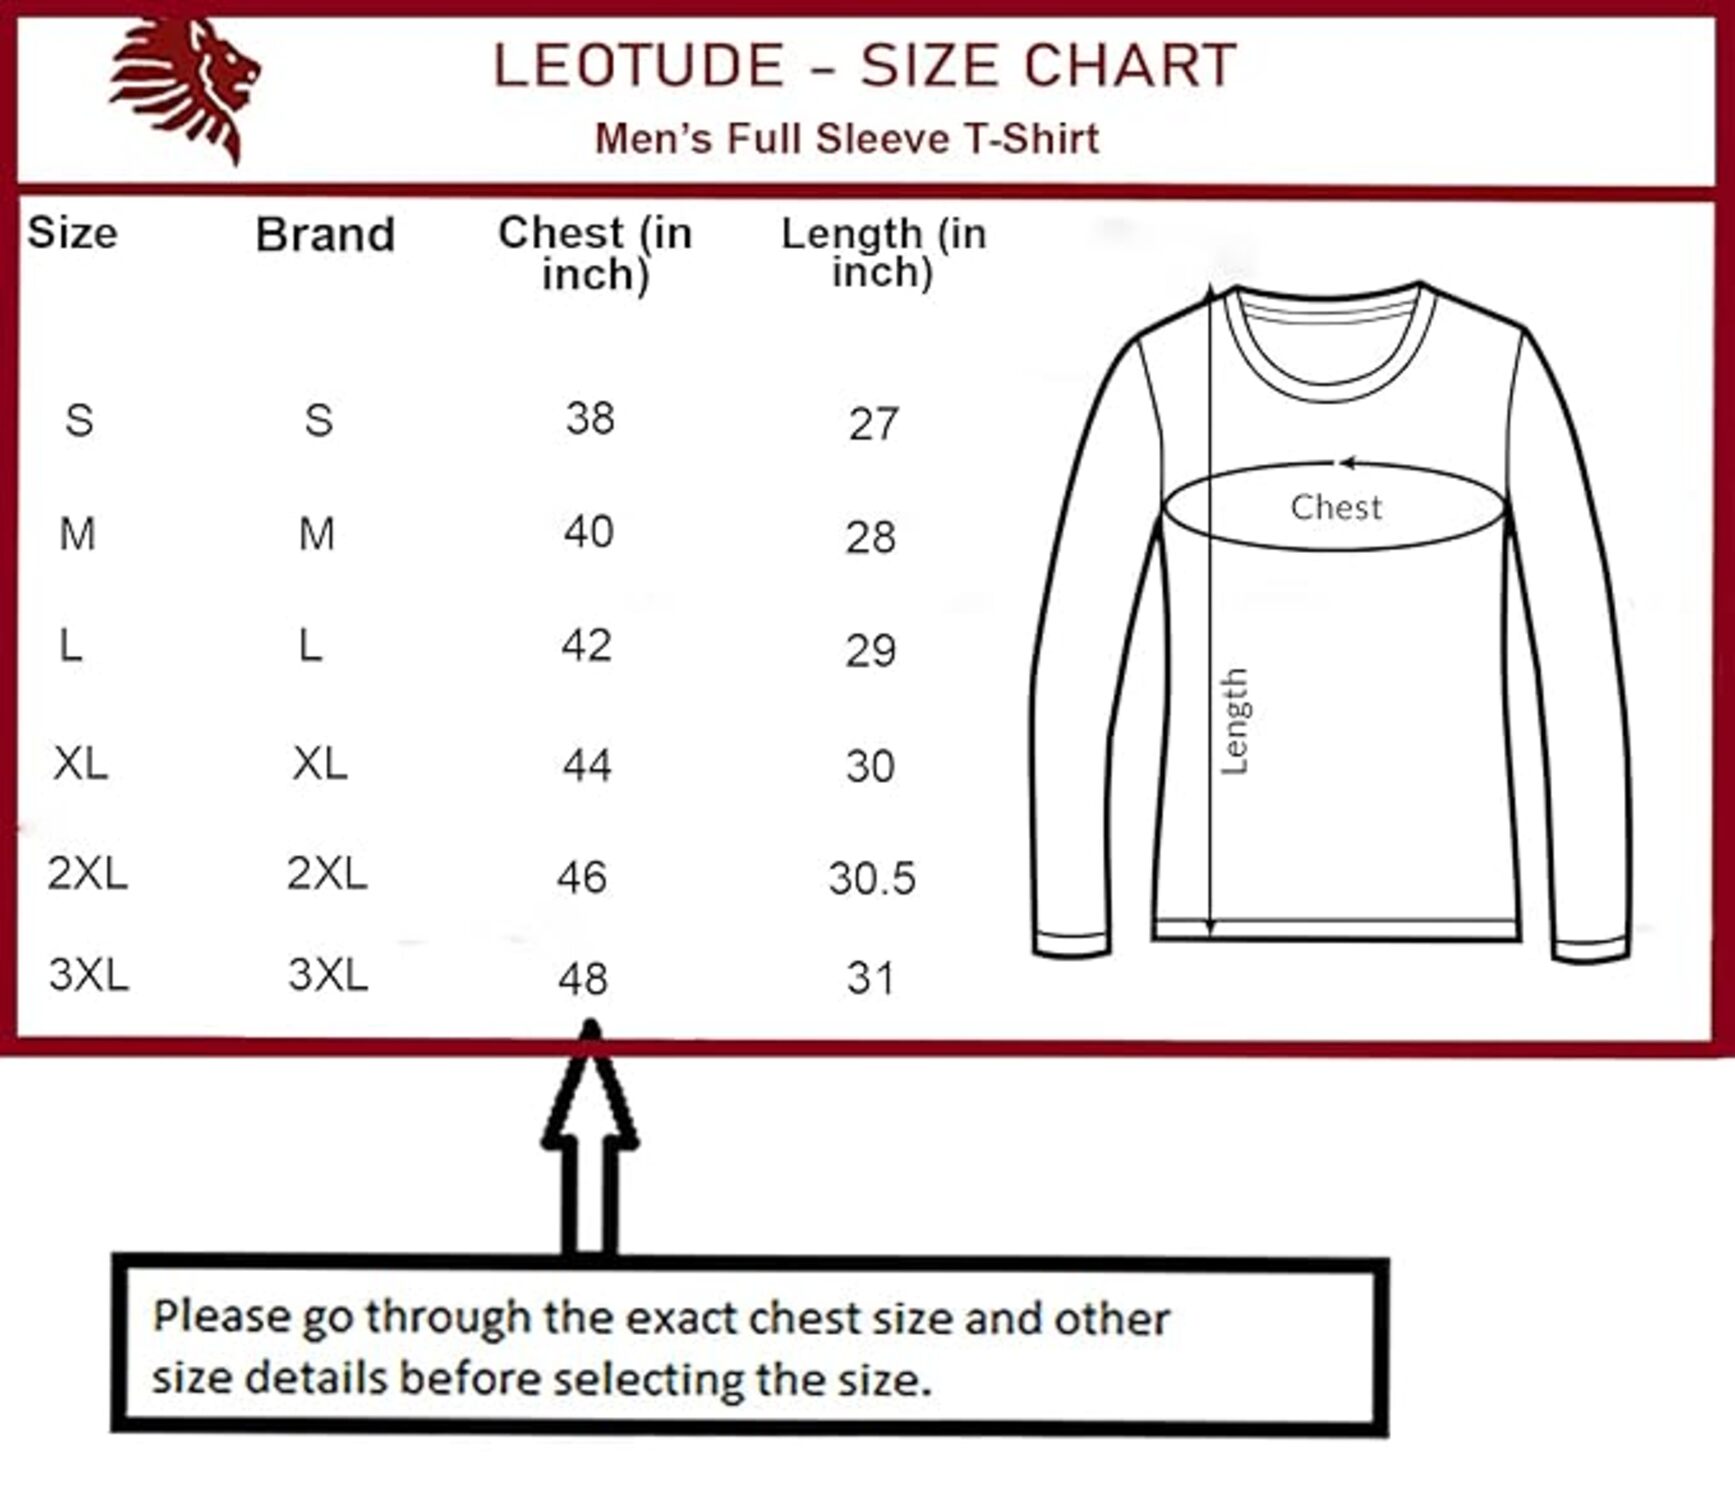 LEOTUDE - SIZE CHART
Men's Full Sleeve T-Shirt
Size Brand Chest (in inch) Length (in inch)
S S 38 27
M M 40 28
L L 42 29
XL XL 44 30
2XL 2XL 46 30.5
3XL 3XL 48 31
Chest
Length
Please go through the exact chest size and other
size details before selecting the size.